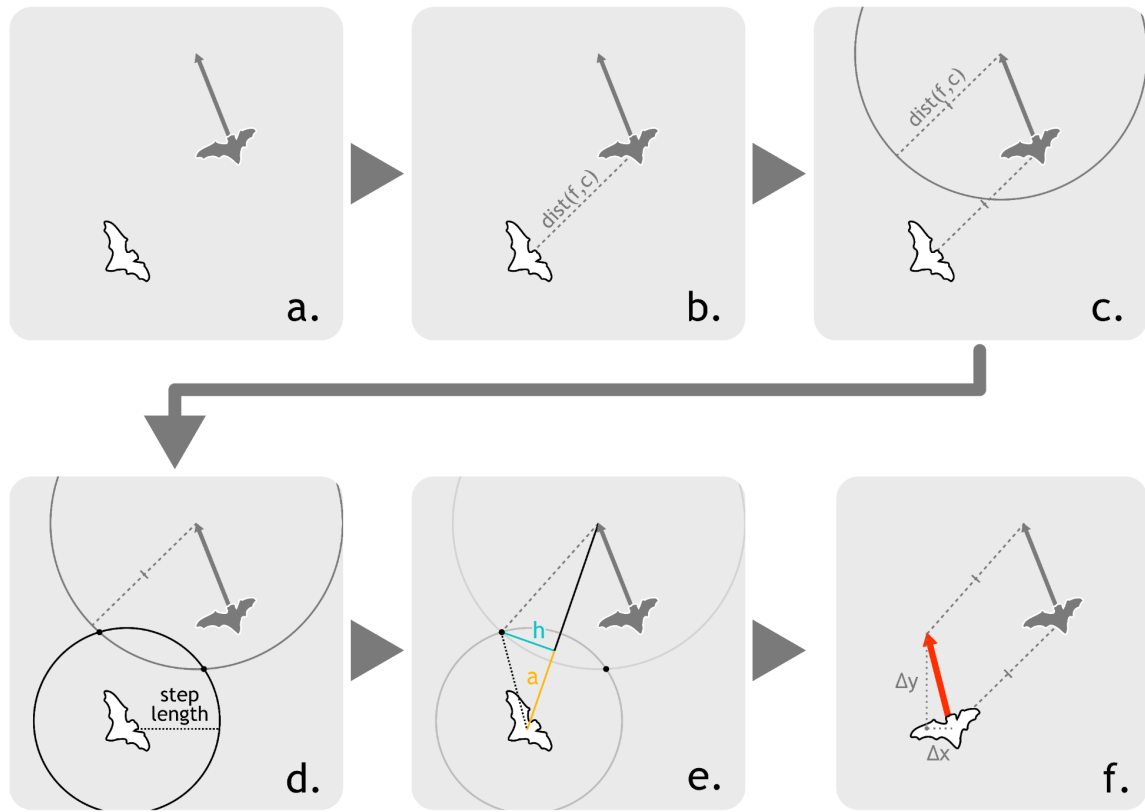 a.
dist(f,c)
b.
dist(f,c)
c.
step
length
d.
h
a
e.
Δy
Δx
f.